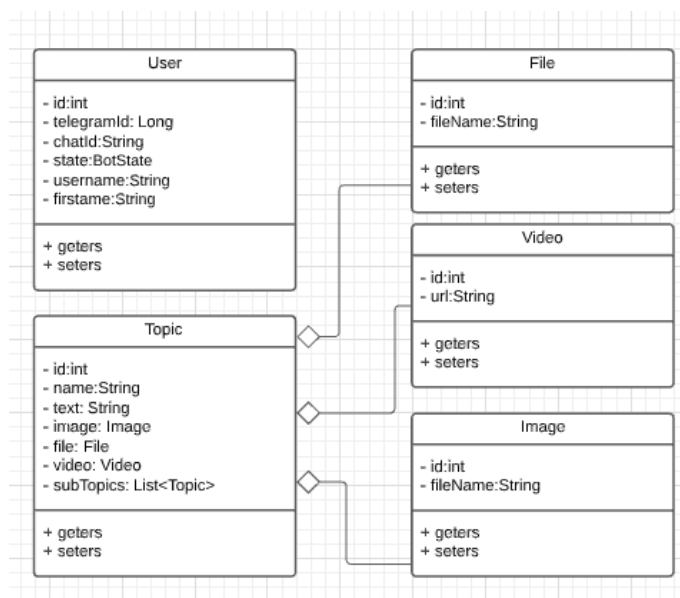 User
- id:int
- telegramId: Long
- chatId:String
- state:BotState
- username:String
- firstame:String
+ geters
+ seters
Topic
- id:int
- name:String
- text: String
- image: Image
- file: File
- video: Video
- subTopics: List<Topic>
+ geters
+ seters
File
- id:int
- fileName:String
+ geters
+ seters
Video
- id:int
- url:String
+ geters
+ seters
Image
- id:int
- fileName:String
+ geters
+ seters